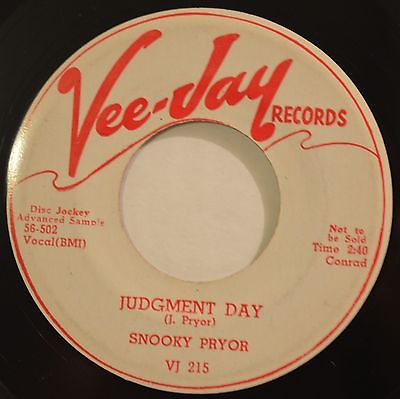 Vee-Jay
RECORDS
Disc Jockey
Advanced Sample
56-502
Vocal(BMI)
Not to
be Sold
Time 2:40
Conrad
JUDGMENT DAY
(J. Pryor)
SNOOKY PRYOR
VJ 215